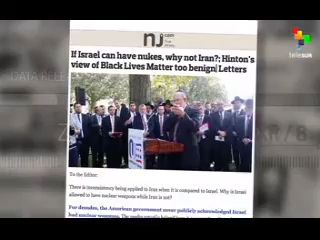 teleSUR
nj
.com
If Israel can have nukes, why not Iran?; Hinton's
view of Black Lives Matter too benign| Letters
DATA RELE
To the Editor:
There is inconsistency being applied to Iran when it is compared to Israel. Why is Israel
allowed to have nuclear weapons while Iran is not?
For decades, the American government never publicly acknowledged Israel
had nuclear weapons.